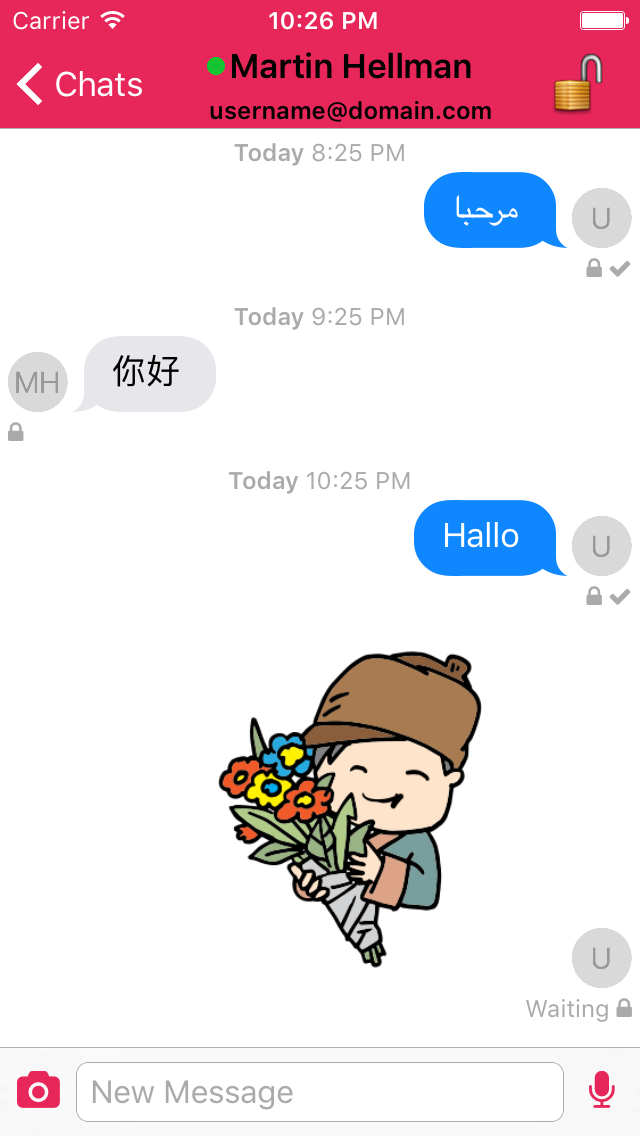 Carrier 10:26 PM
Chats
Martin Hellman
username@domain.com
Today 8:25 PM
مرحبا
U
Today 9:25 PM
MH
你好
Today 10:25 PM
Hallo
U
U
Waiting
New Message